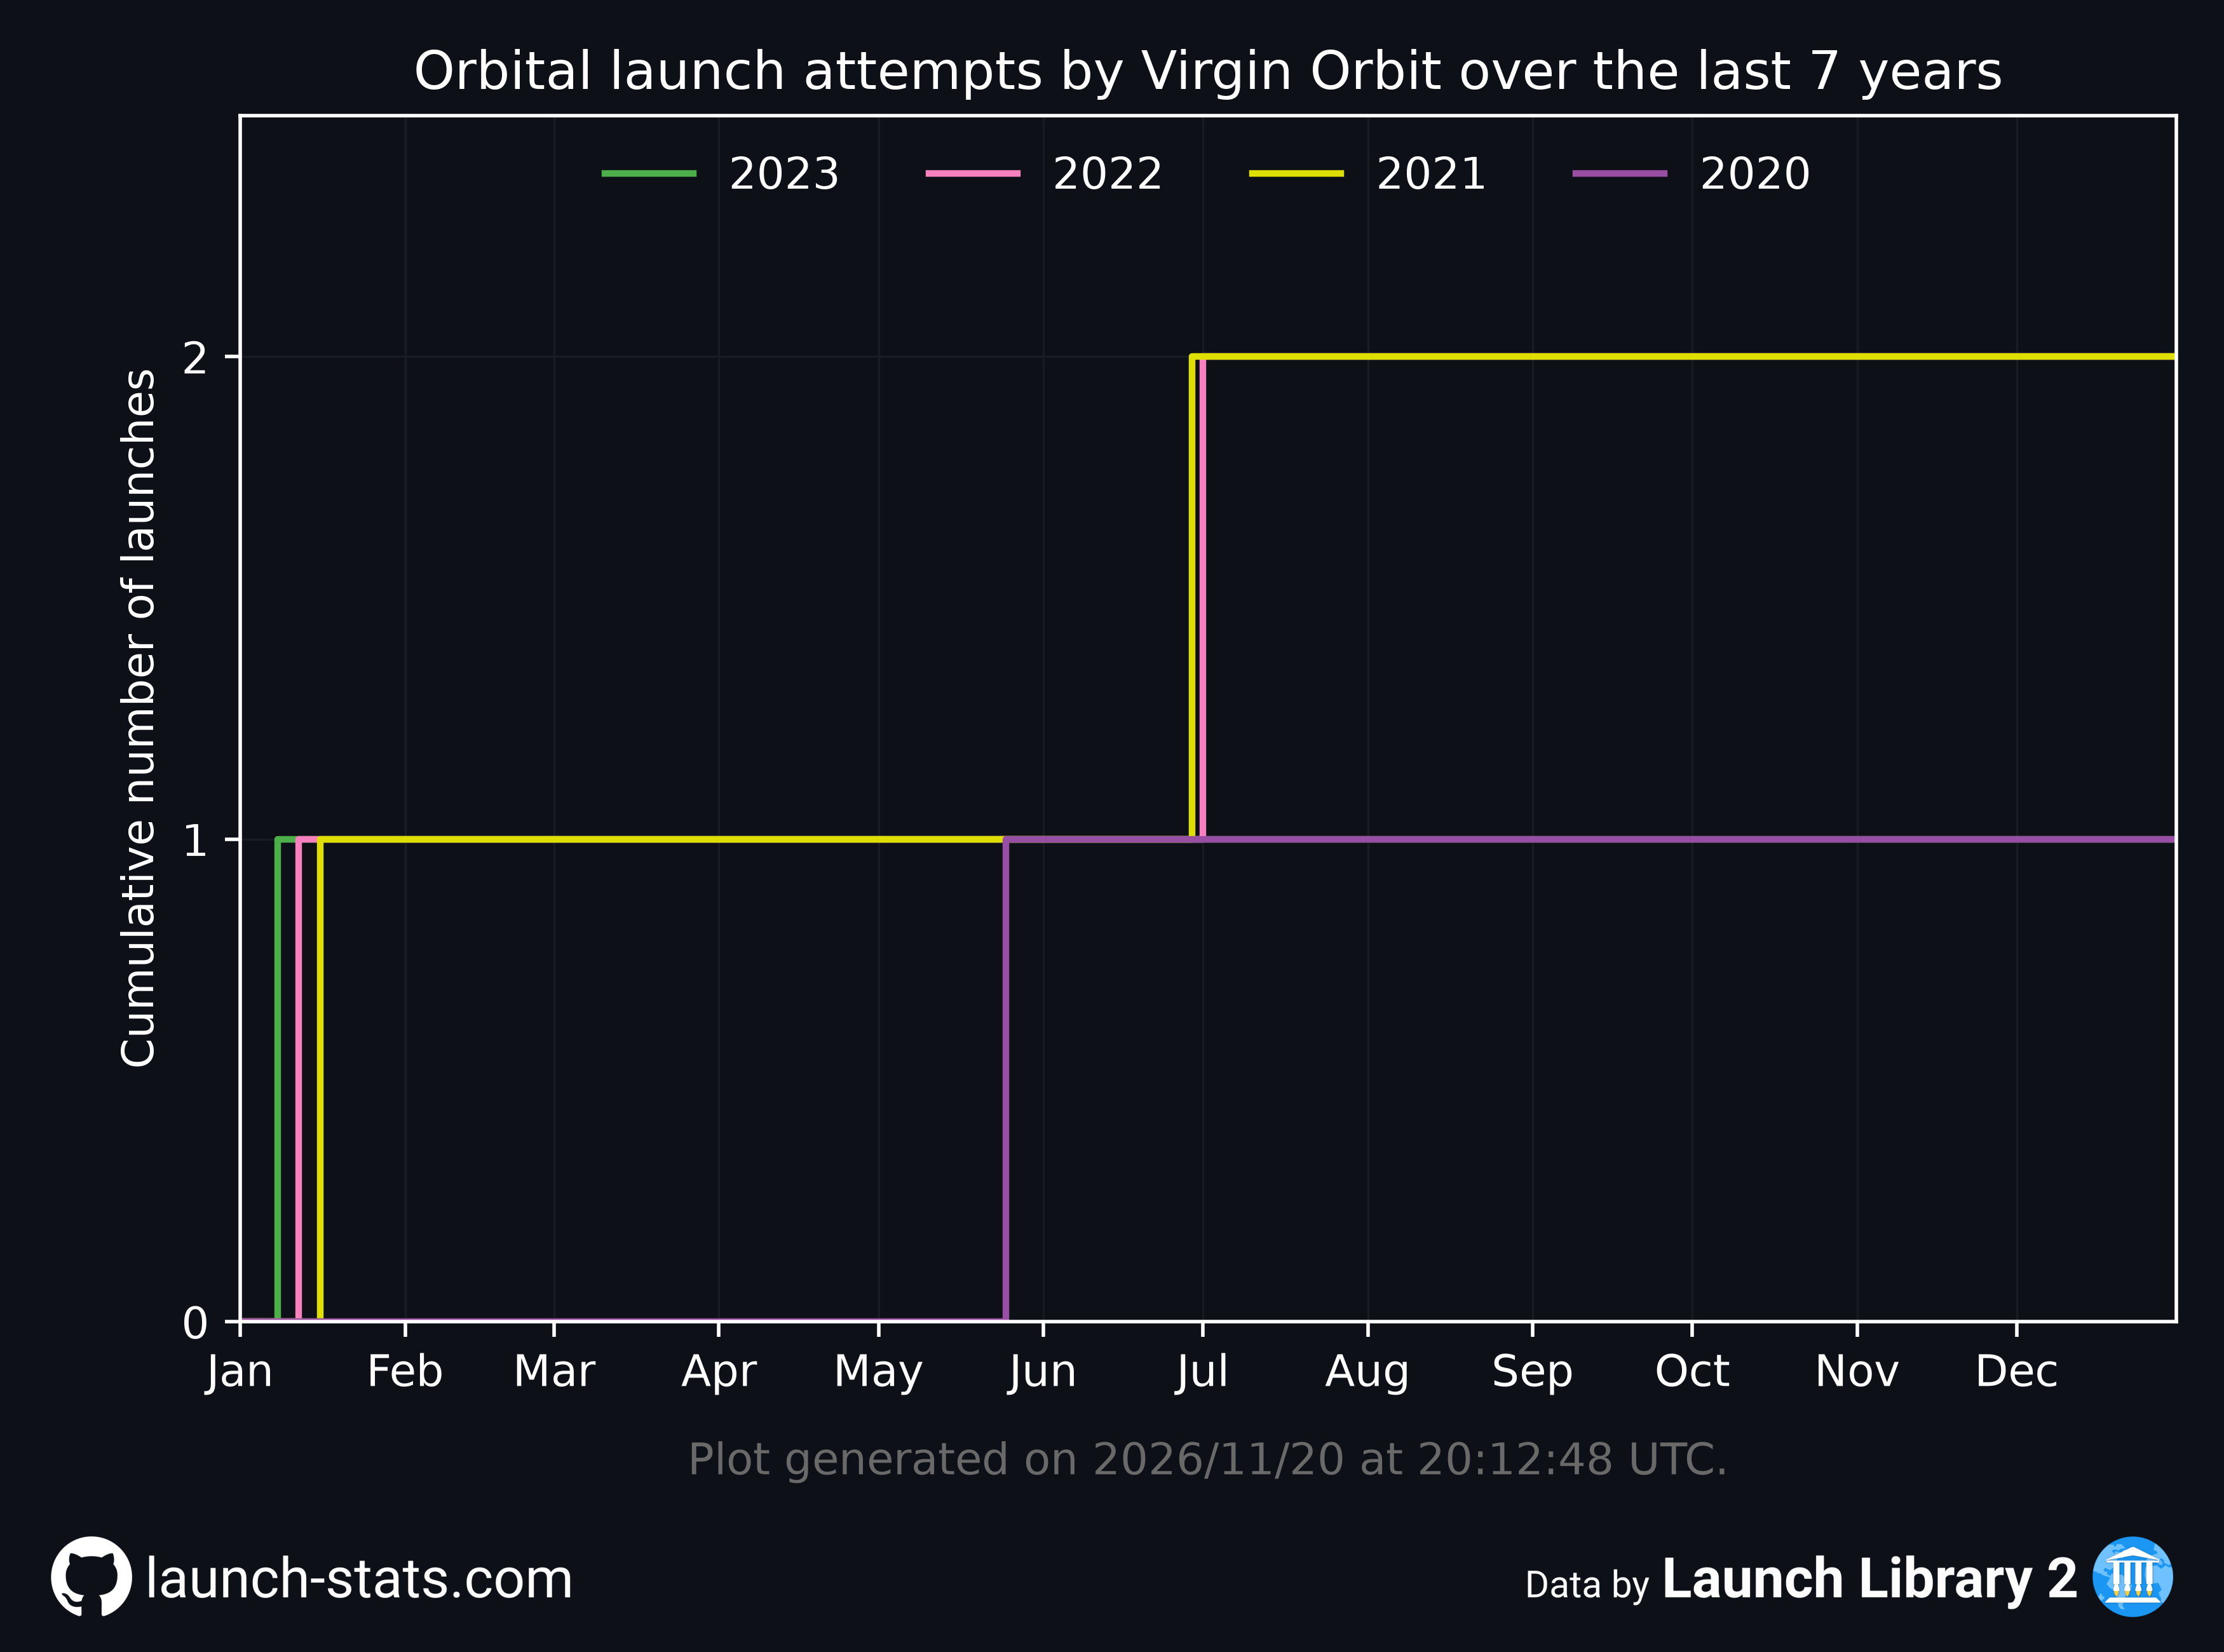 Orbital launch attempts by Virgin Orbit over the last 7 years
2023 2022 2021 2020
Cumulative number of launches
2
1
0
Jan Feb Mar Apr May Jun Jul Aug Sep Oct Nov Dec
Plot generated on 2026/11/20 at 20:12:48 UTC.
launch-stats.com
Data by Launch Library 2